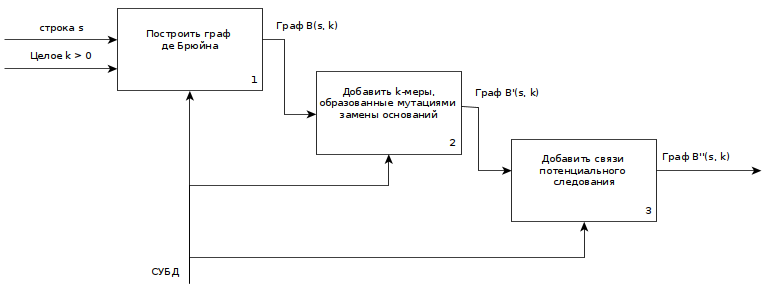 строка s
Целое k > 0
Построить граф
де Брюйна
1
Граф B(s, k)
Добавить k-меры,
образованные мутациями
замены оснований
2
Граф B'(s, k)
Добавить связи
потенциального
следования
3
Граф B''(s, k)
СУБД